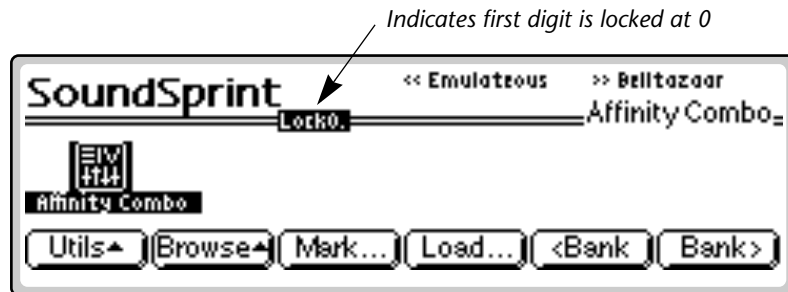 Indicates first digit is locked at 0
SoundSprint
<< Emulateous
>> Belltazaar
Lock0.
Affinity Combo
EIV
Affinity Combo
Utils▲ Browse▲ Mark... Load... <Bank Bank>